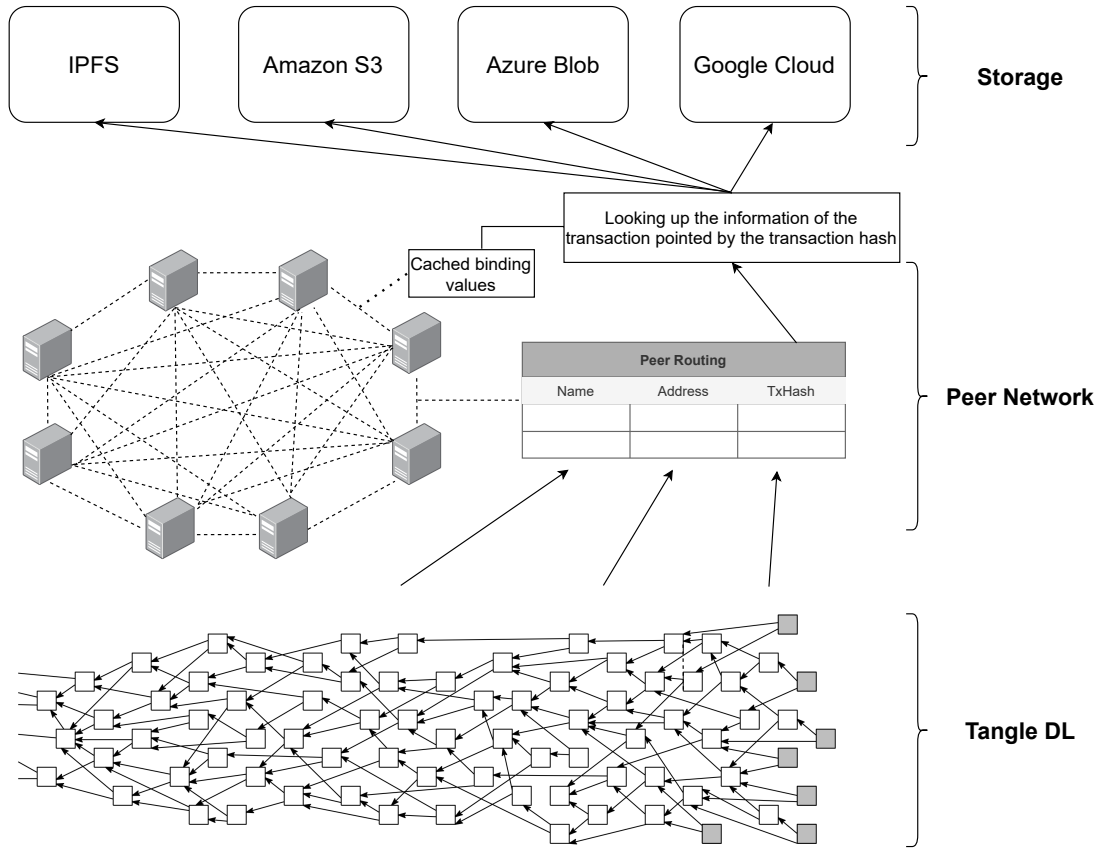 IPFS
Amazon S3
Azure Blob
Google Cloud
Storage
Looking up the information of the
transaction pointed by the transaction hash
Cached binding
values
Peer Routing
Name
Address
TxHash
Peer Network
Tangle DL